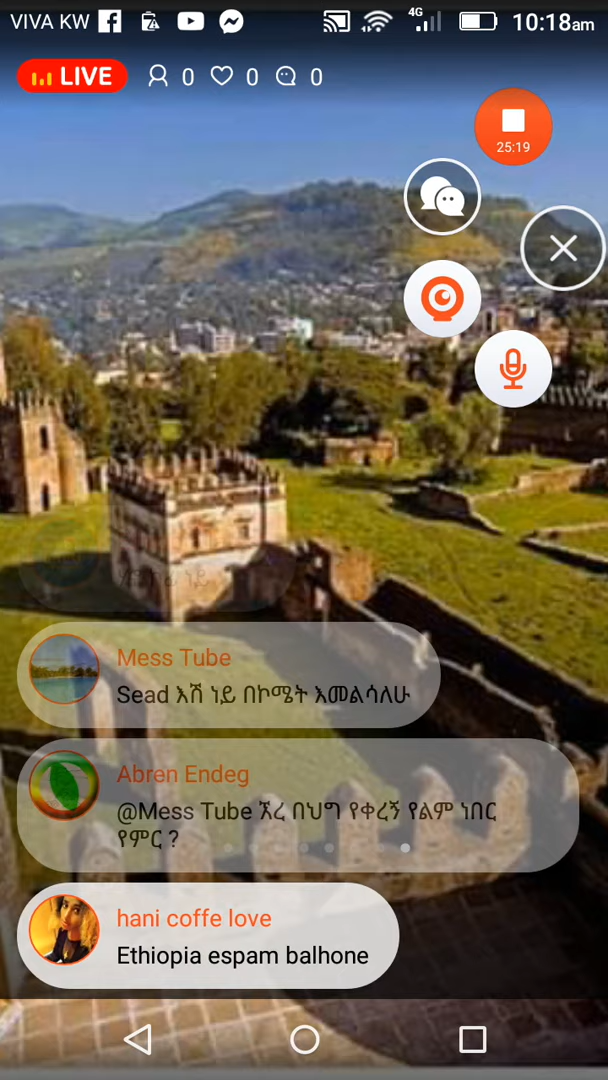 VIVA KW
4G
10:18am
LIVE
0
0
0
25:19
Mess Tube
Sead እሽ ነይ በኮሜት እመልሳለሁ
Abren Endeg
@Mess Tube ኧረ በህግ የቀረኝ የልም ነበር
የምር ?
hani coffe love
Ethiopia espam balhone